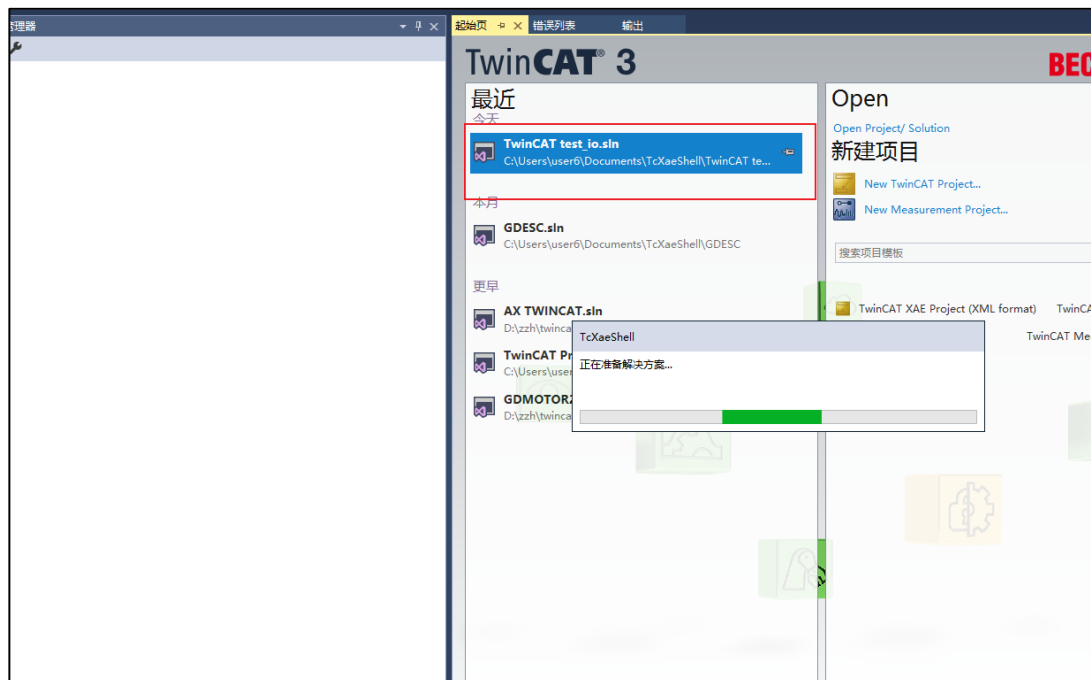 管理器
起始页
错误列表
输出
TwinCAT® 3
BEC
最近
今天
TwinCAT test_io.sln
C:\Users\user6\Documents\TcXaeShell\TwinCAT te...
本月
GDESC.sln
C:\Users\user6\Documents\TcXaeShell\GDESC
更早
AX TWINCAT.sln
D:\zzh\twinca
TwinCAT Pr
C:\Users\user
GDMOTOR
D:\zzh\twinca
Open
Open Project/ Solution
新建项目
New TwinCAT Project...
New Measurement Project...
搜索项目模板
TwinCAT XAE Project (XML format) TwinCA
TwinCAT Me
TcXaeShell
正在准备解决方案...